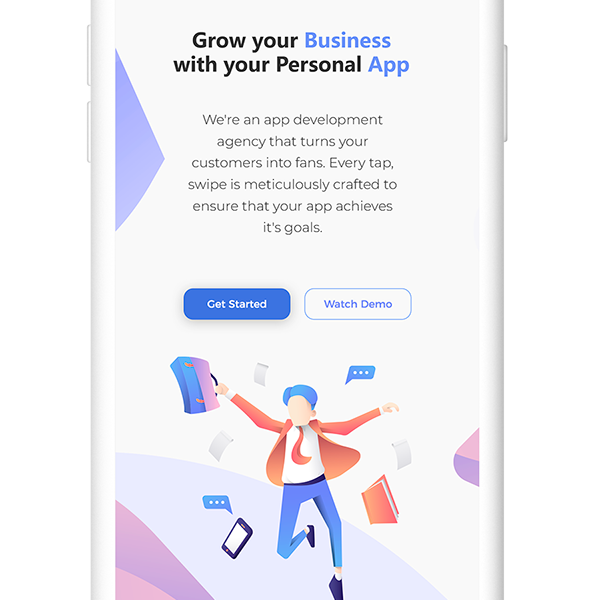 Grow your Business
with your Personal App
We're an app development
agency that turns your
customers into fans. Every tap,
swipe is meticulously crafted to
ensure that your app achieves
it's goals.
Get Started
Watch Demo